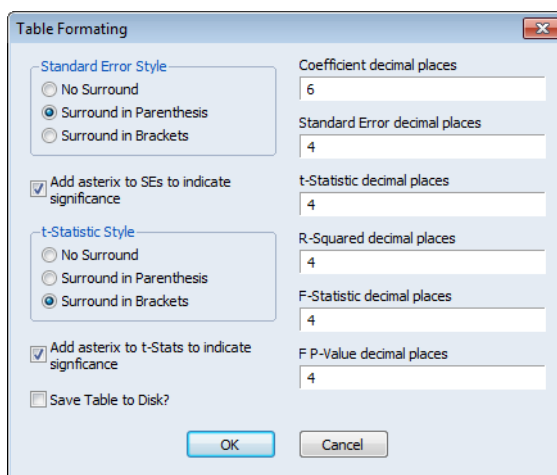 Table Formating
Standard Error Style
No Surround
Surround in Parenthesis
Surround in Brackets
Add asterix to SEs to indicate
significance
t-Statistic Style
No Surround
Surround in Parenthesis
Surround in Brackets
Add asterix to t-Stats to indicate
signficance
Save Table to Disk?
Coefficient decimal places
6
Standard Error decimal places
4
t-Statistic decimal places
4
R-Squared decimal places
4
F-Statistic decimal places
4
F P-Value decimal places
4
OK
Cancel